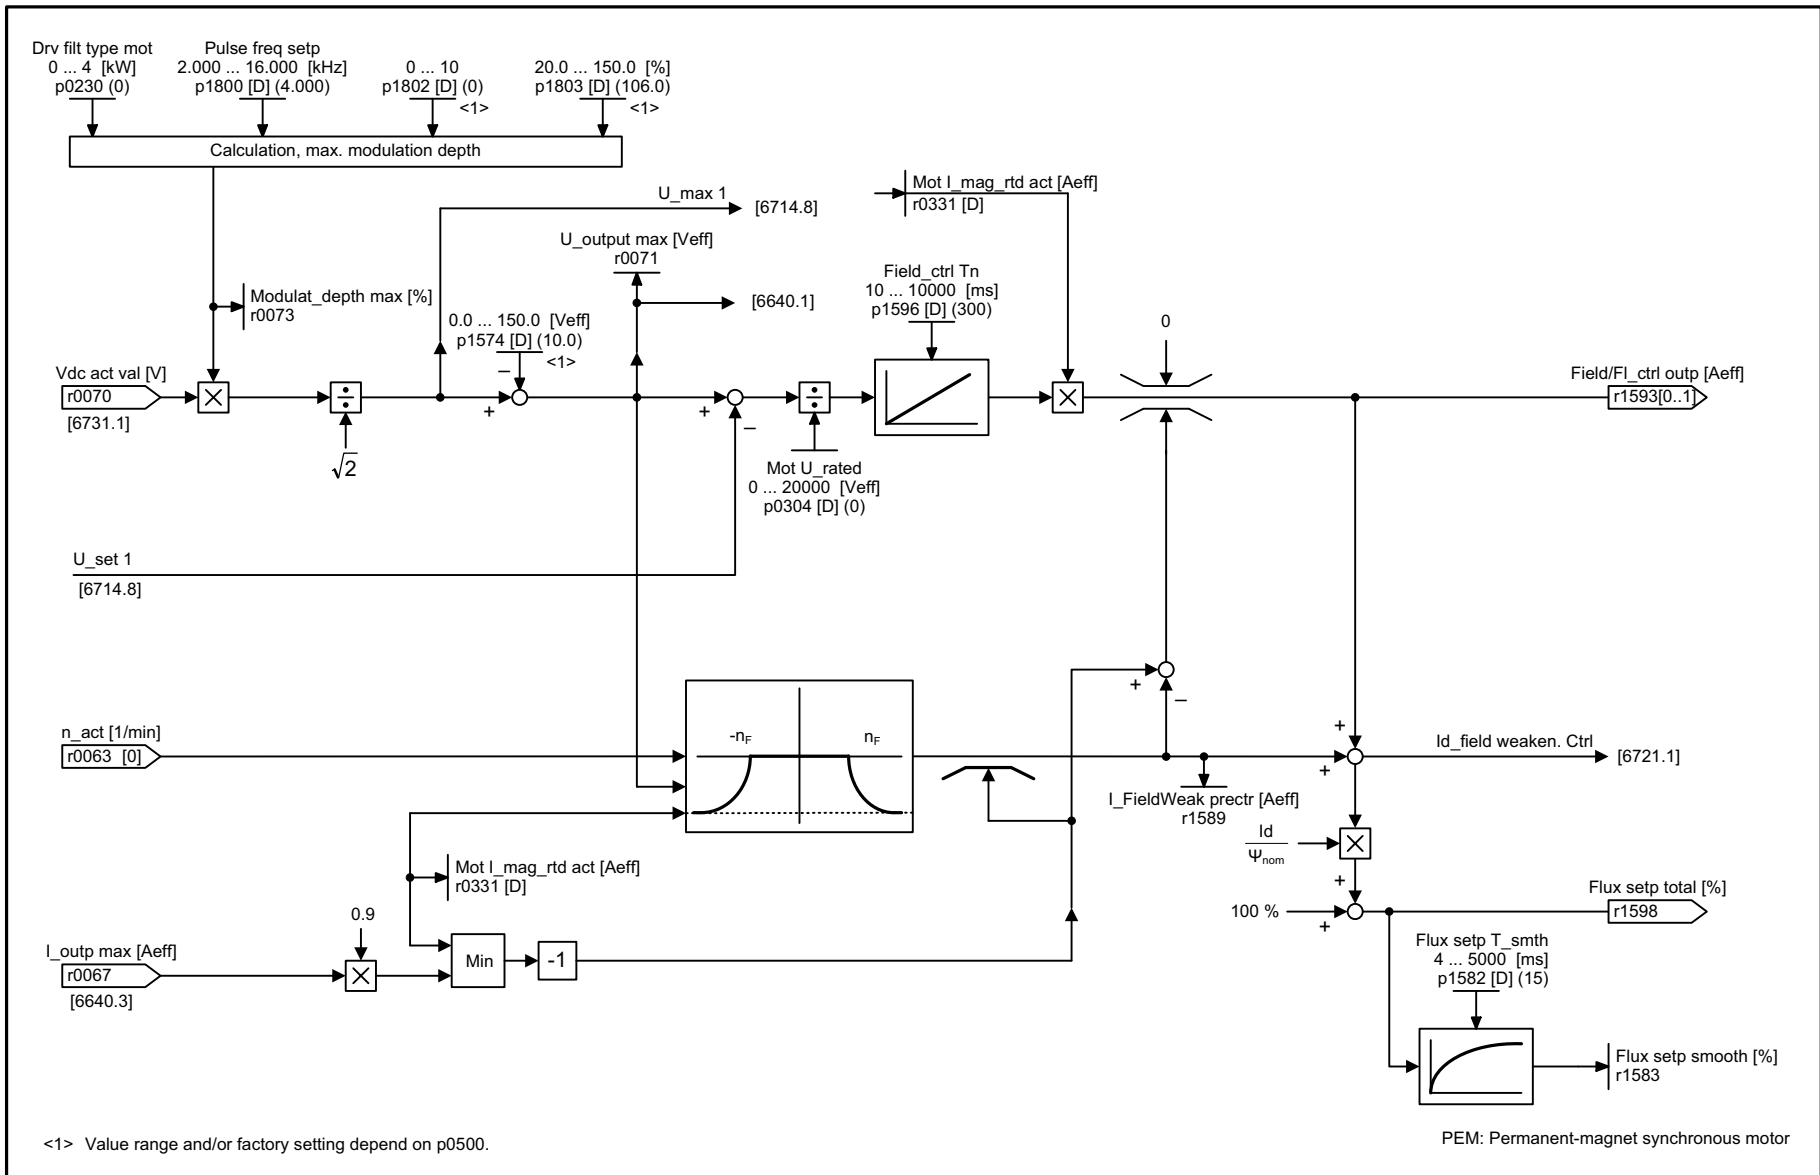 Drv filt type mot
0 ... 4 [kW]
p0230 (0)
Pulse freq setp
2.000 ... 16.000 [kHz]
p1800 [D] (4.000)
0 ... 10
p1802 [D] (0)
<1>
20.0 ... 150.0 [%]
p1803 [D] (106.0)
<1>
Calculation, max. modulation depth
U_max 1
[6714.8]
Mot I_mag_rtd act [Aeff]
r0331 [D]
U_output max [Veff]
r0071
[6640.1]
Modulat_depth max [%]
r0073
0.0 ... 150.0 [Veff]
p1574 [D] (10.0)
<1>
Field_ctrl Tn
10 ... 10000 [ms]
p1596 [D] (300)
0
Vdc act val [V]
r0070
[6731.1]
×
÷
√2
–
+
+
–
÷
Mot U_rated
0 ... 20000 [Veff]
p0304 [D] (0)
×
Field/Fl_ctrl outp [Aeff]
r1593[0..1]
U_set 1
[6714.8]
+
–
n_act [1/min]
r0063 [0]
-nF
nF
I_FieldWeak prectr [Aeff]
r1589
+
+
Id_field weaken. Ctrl
[6721.1]
Id
Ψnom
×
+
100 %
+
Flux setp total [%]
r1598
Mot I_mag_rtd act [Aeff]
r0331 [D]
0.9
I_outp max [Aeff]
r0067
[6640.3]
×
Min
-1
Flux setp T_smth
4 ... 5000 [ms]
p1582 [D] (15)
Flux setp smooth [%]
r1583
<1> Value range and/or factory setting depend on p0500.
PEM: Permanent-magnet synchronous motor